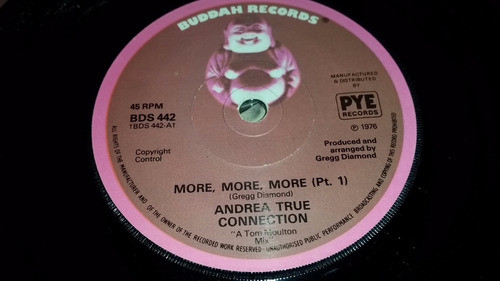 BUDDAH RECORDS
45 RPM
BDS 442
†BDS 442-A†
Copyright
Control
MANUFACTURED
& DISTRIBUTED
BY
PYE
RECORDS
℗ 1976
Produced and
arranged by
Gregg Diamond
MORE, MORE, MORE (Pt. 1)
(Gregg Diamond)
ANDREA TRUE
CONNECTION
"A Tom Moulton
Mix"
ALL RIGHTS OF THE MANUFACTURER AND OF THE OWNER OF THE RECORDED WORK RESERVED - UNAUTHORISED PUBLIC PERFORMANCE BROADCASTING AND COPYING OF THIS RECORD PROHIBITED